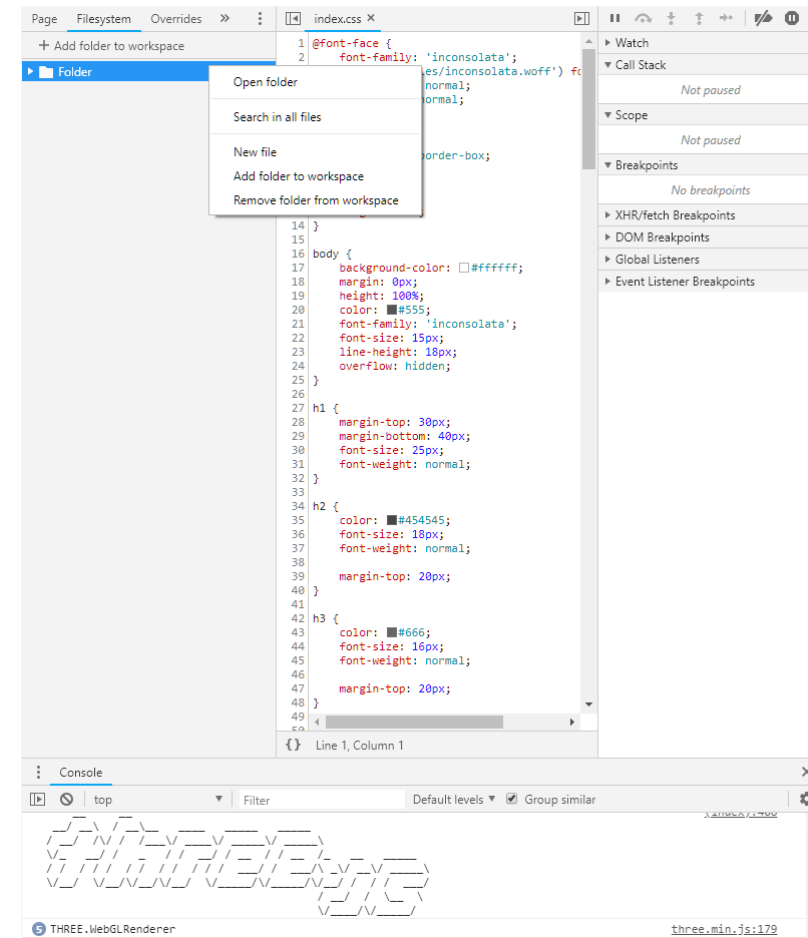 Page Filesystem Overrides » index.css ×
+ Add folder to workspace
Folder
Open folder
Search in all files
New file
Add folder to workspace
Remove folder from workspace
1 @font-face {
2 font-family: 'inconsolata';
es/inconsolata.woff')
normal;
normal;
border-box;
14 }
15
16 body {
17 background-color: #ffffff;
18 margin: 0px;
19 height: 100%;
20 color: #555;
21 font-family: 'inconsolata';
22 font-size: 15px;
23 line-height: 18px;
24 overflow: hidden;
25 }
26
27 h1 {
28 margin-top: 30px;
29 margin-bottom: 40px;
30 font-size: 25px;
31 font-weight: normal;
32 }
33
34 h2 {
35 color: #454545;
36 font-size: 18px;
37 font-weight: normal;
38
39 margin-top: 20px;
40 }
41
42 h3 {
43 color: #666;
44 font-size: 16px;
45 font-weight: normal;
46
47 margin-top: 20px;
48 }
49
{} Line 1, Column 1
Watch
Call Stack
Not paused
Scope
Not paused
Breakpoints
No breakpoints
XHR/fetch Breakpoints
DOM Breakpoints
Global Listeners
Event Listener Breakpoints
Console
top Filter Default levels Group similar
three.js
5 THREE.WebGLRenderer three.min.js:179